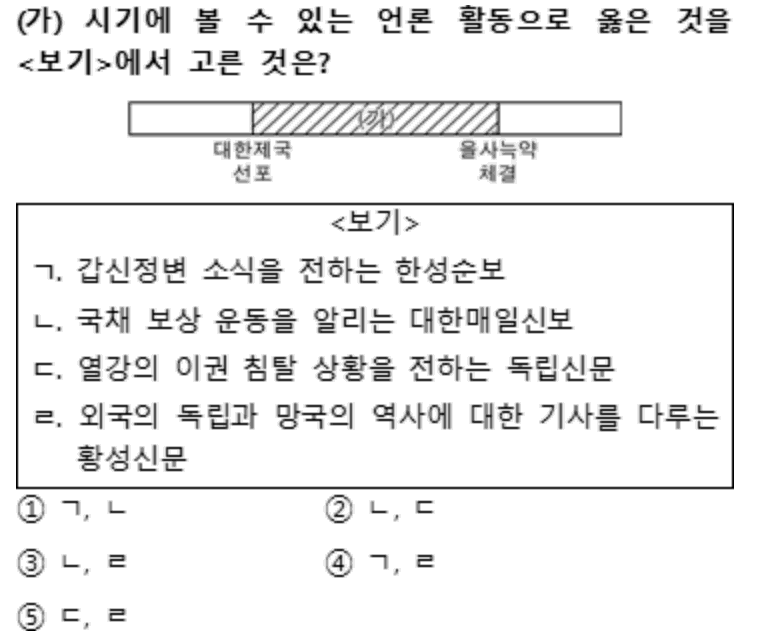 (가) 시기에 볼 수 있는 언론 활동으로 옳은 것을
<보기>에서 고른 것은?
(가)
대한제국 을사늑약
선포 체결
<보기>
ㄱ. 갑신정변 소식을 전하는 한성순보
ㄴ. 국채 보상 운동을 알리는 대한매일신보
ㄷ. 열강의 이권 침탈 상황을 전하는 독립신문
ㄹ. 외국의 독립과 망국의 역사에 대한 기사를 다루는
황성신문
① ㄱ, ㄴ ② ㄴ, ㄷ
③ ㄴ, ㄹ ④ ㄱ, ㄹ
⑤ ㄷ, ㄹ